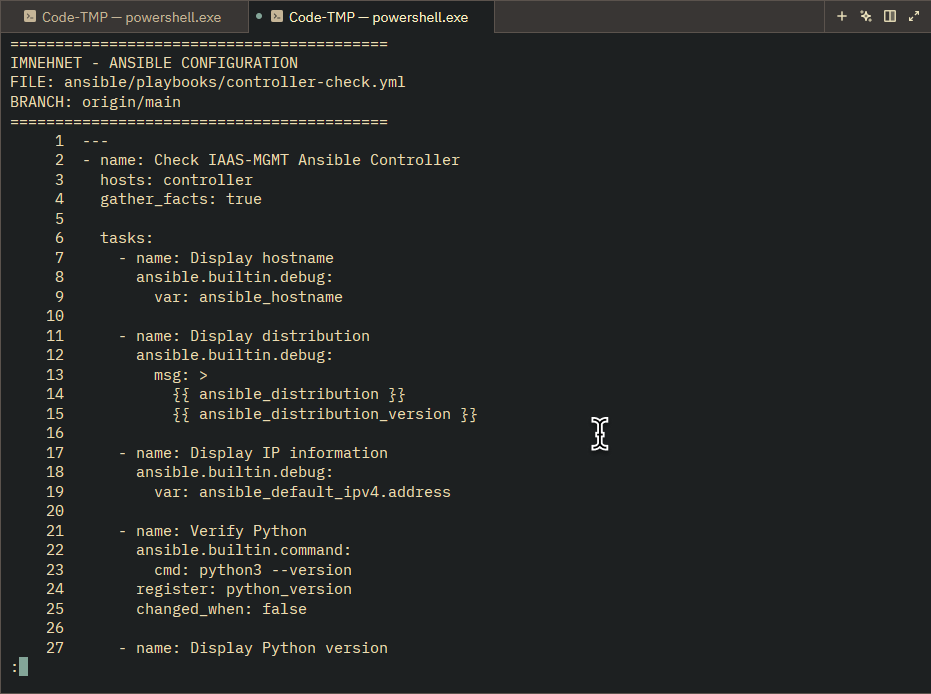 Code-TMP — powershell.exe
Code-TMP — powershell.exe
==========================================
IMNEHNET - ANSIBLE CONFIGURATION
FILE: ansible/playbooks/controller-check.yml
BRANCH: origin/main
==========================================
1  ---
2  - name: Check IAAS-MGMT Ansible Controller
3    hosts: controller
4    gather_facts: true
5
6    tasks:
7      - name: Display hostname
8        ansible.builtin.debug:
9          var: ansible_hostname
10
11      - name: Display distribution
12        ansible.builtin.debug:
13          msg: >
14            {{ ansible_distribution }}
15            {{ ansible_distribution_version }}
16
17      - name: Display IP information
18        ansible.builtin.debug:
19          var: ansible_default_ipv4.address
20
21      - name: Verify Python
22        ansible.builtin.command:
23          cmd: python3 --version
24        register: python_version
25        changed_when: false
26
27      - name: Display Python version
: